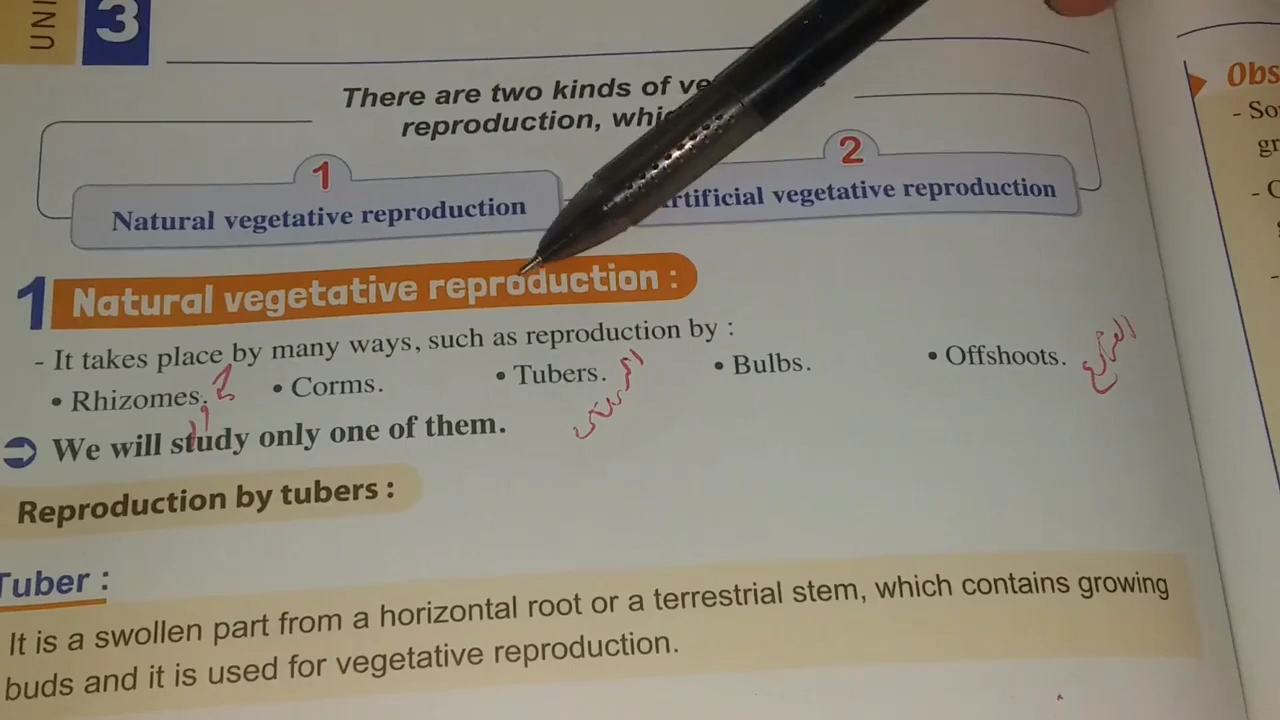 UNI
3
There are two kinds of ve
reproduction, whi
1
2
Natural vegetative reproduction
rtificial vegetative reproduction
1 Natural vegetative reproduction :
- It takes place by many ways, such as reproduction by :
• Rhizomes. • Corms. • Tubers. • Bulbs. • Offshoots.
We will study only one of them.
Reproduction by tubers :
Tuber :
It is a swollen part from a horizontal root or a terrestrial stem, which contains growing
buds and it is used for vegetative reproduction.
Obs
- So
gr